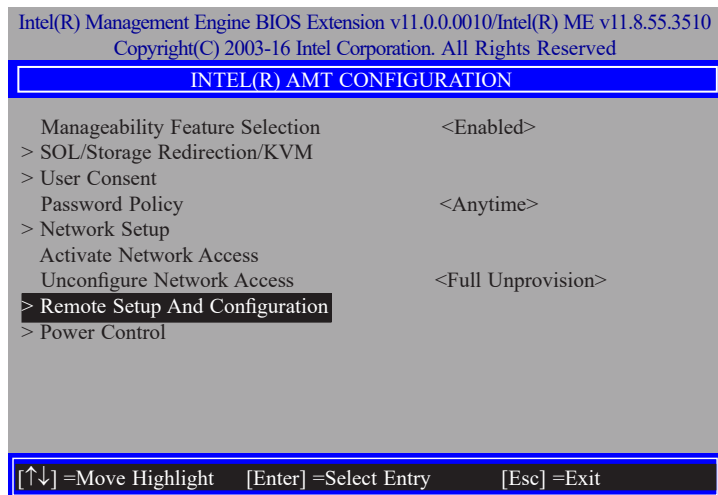 Intel(R) Management Engine BIOS Extension v11.0.0.0010/Intel(R) ME v11.8.55.3510
Copyright(C) 2003-16 Intel Corporation. All Rights Reserved
INTEL(R) AMT CONFIGURATION
Manageability Feature Selection <Enabled>
> SOL/Storage Redirection/KVM
> User Consent
Password Policy <Anytime>
> Network Setup
Activate Network Access
Unconfigure Network Access <Full Unprovision>
> Remote Setup And Configuration
> Power Control
[↑↓] =Move Highlight [Enter] =Select Entry [Esc] =Exit